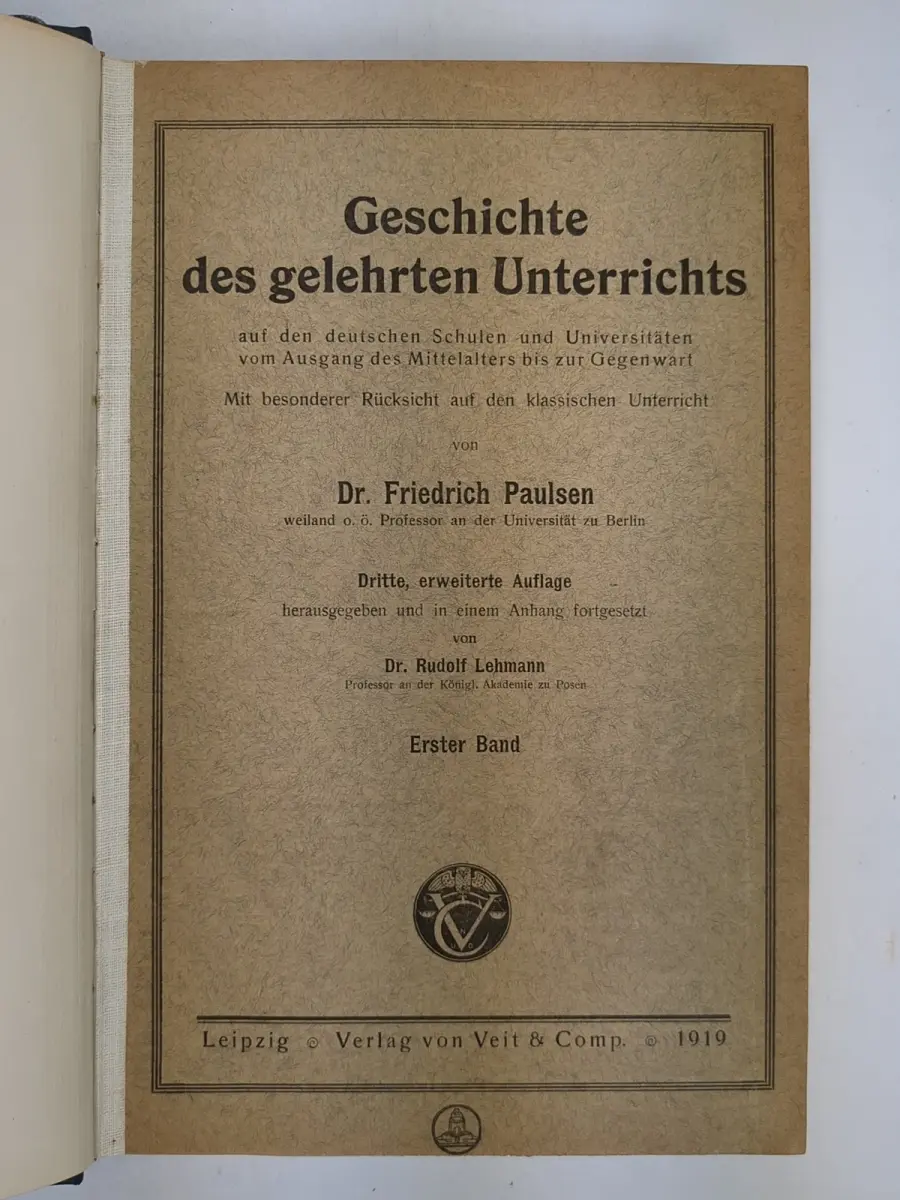 Geschichte
des gelehrten Unterrichts
auf den deutschen Schulen und Universitäten
vom Ausgang des Mittelalters bis zur Gegenwart
Mit besonderer Rücksicht auf den klassischen Unterricht
von
Dr. Friedrich Paulsen
weiland o. ö. Professor an der Universität zu Berlin
Dritte, erweiterte Auflage
herausgegeben und in einem Anhang fortgesetzt
von
Dr. Rudolf Lehmann
Professor an der Königl. Akademie zu Posen
Erster Band
Leipzig Verlag von Veit & Comp. 1919